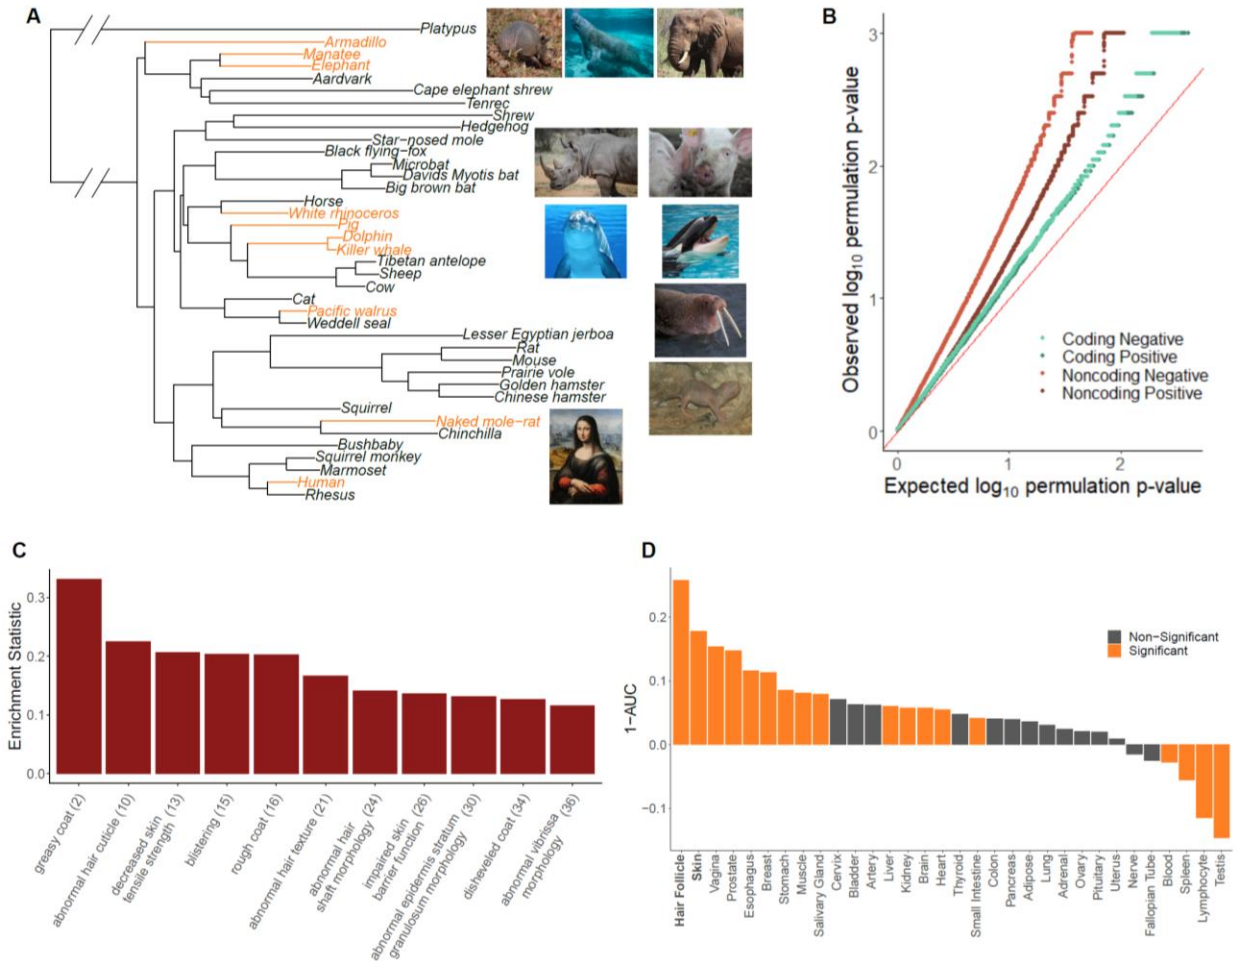 A
Platypus
Armadillo
Manatee
Elephant
Aardvark
Cape elephant shrew
Tenrec
Shrew
Hedgehog
Star−nosed mole
Black flying−fox
Microbat
Davids Myotis bat
Big brown bat
Horse
White rhinoceros
Pig
Dolphin
Killer whale
Tibetan antelope
Sheep
Cow
Cat
Pacific walrus
Weddell seal
Lesser Egyptian jerboa
Rat
Mouse
Prairie vole
Golden hamster
Chinese hamster
Squirrel
Naked mole−rat
Chinchilla
Bushbaby
Squirrel monkey
Marmoset
Human
Rhesus
B
Observed log10 permulation p-value
3
2
1
0
Coding Negative
Coding Positive
Noncoding Negative
Noncoding Positive
0 1 2
Expected log10 permulation p-value
C
Enrichment Statistic
0.3
0.2
0.1
0.0
greasy coat (2)
abnormal hair cuticle (10)
decreased skin
tensile strength (13)
blistering (15)
rough coat (16)
abnormal hair texture (21)
abnormal hair
shaft morphology (24)
impaired skin
barrier function (26)
abnormal epidermis stratum
granulosum morphology (30)
disheveled coat (34)
abnormal vibrissa
morphology (36)
D
1−AUC
0.2
0.1
0.0
−0.1
Non−Significant
Significant
Hair Follicle
Skin
Vagina
Prostate
Esophagus
Breast
Stomach
Muscle
Salivary Gland
Cervix
Bladder
Artery
Liver
Kidney
Brain
Heart
Thyroid
Small Intestine
Colon
Pancreas
Adipose
Lung
Adrenal
Ovary
Pituitary
Uterus
Nerve
Fallopian Tube
Blood
Spleen
Lymphocyte
Testis